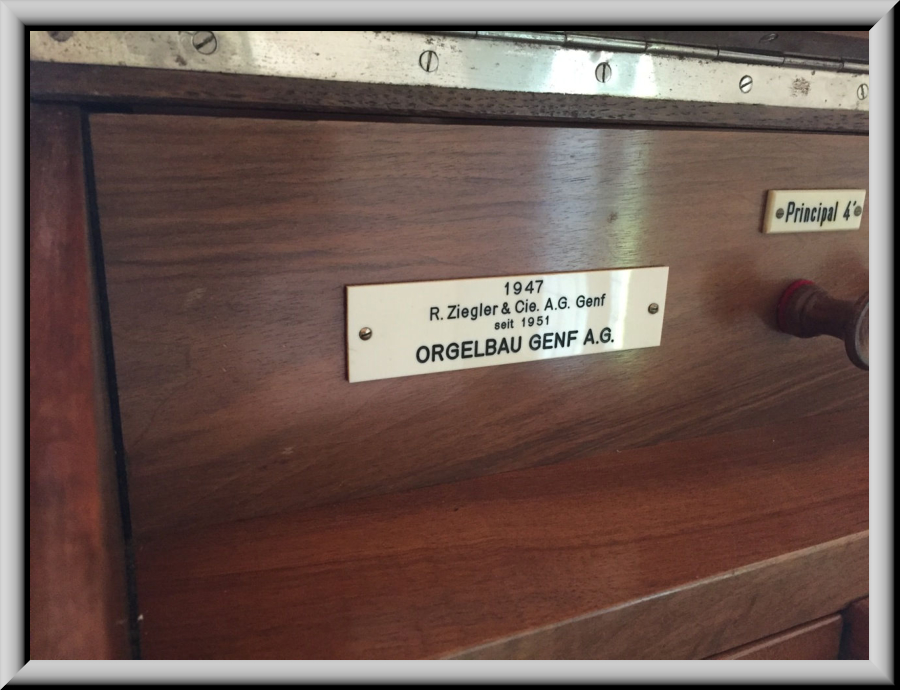 1947
R. Ziegler & Cie. A.G. Genf
seit 1951
ORGELBAU GENF A.G.
Principal 4'